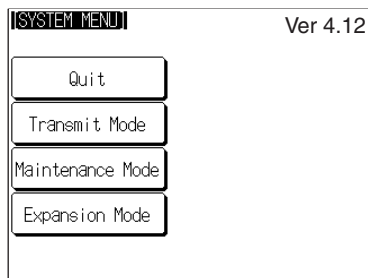 [SYSTEM MENU]
Ver 4.12
Quit
Transmit Mode
Maintenance Mode
Expansion Mode